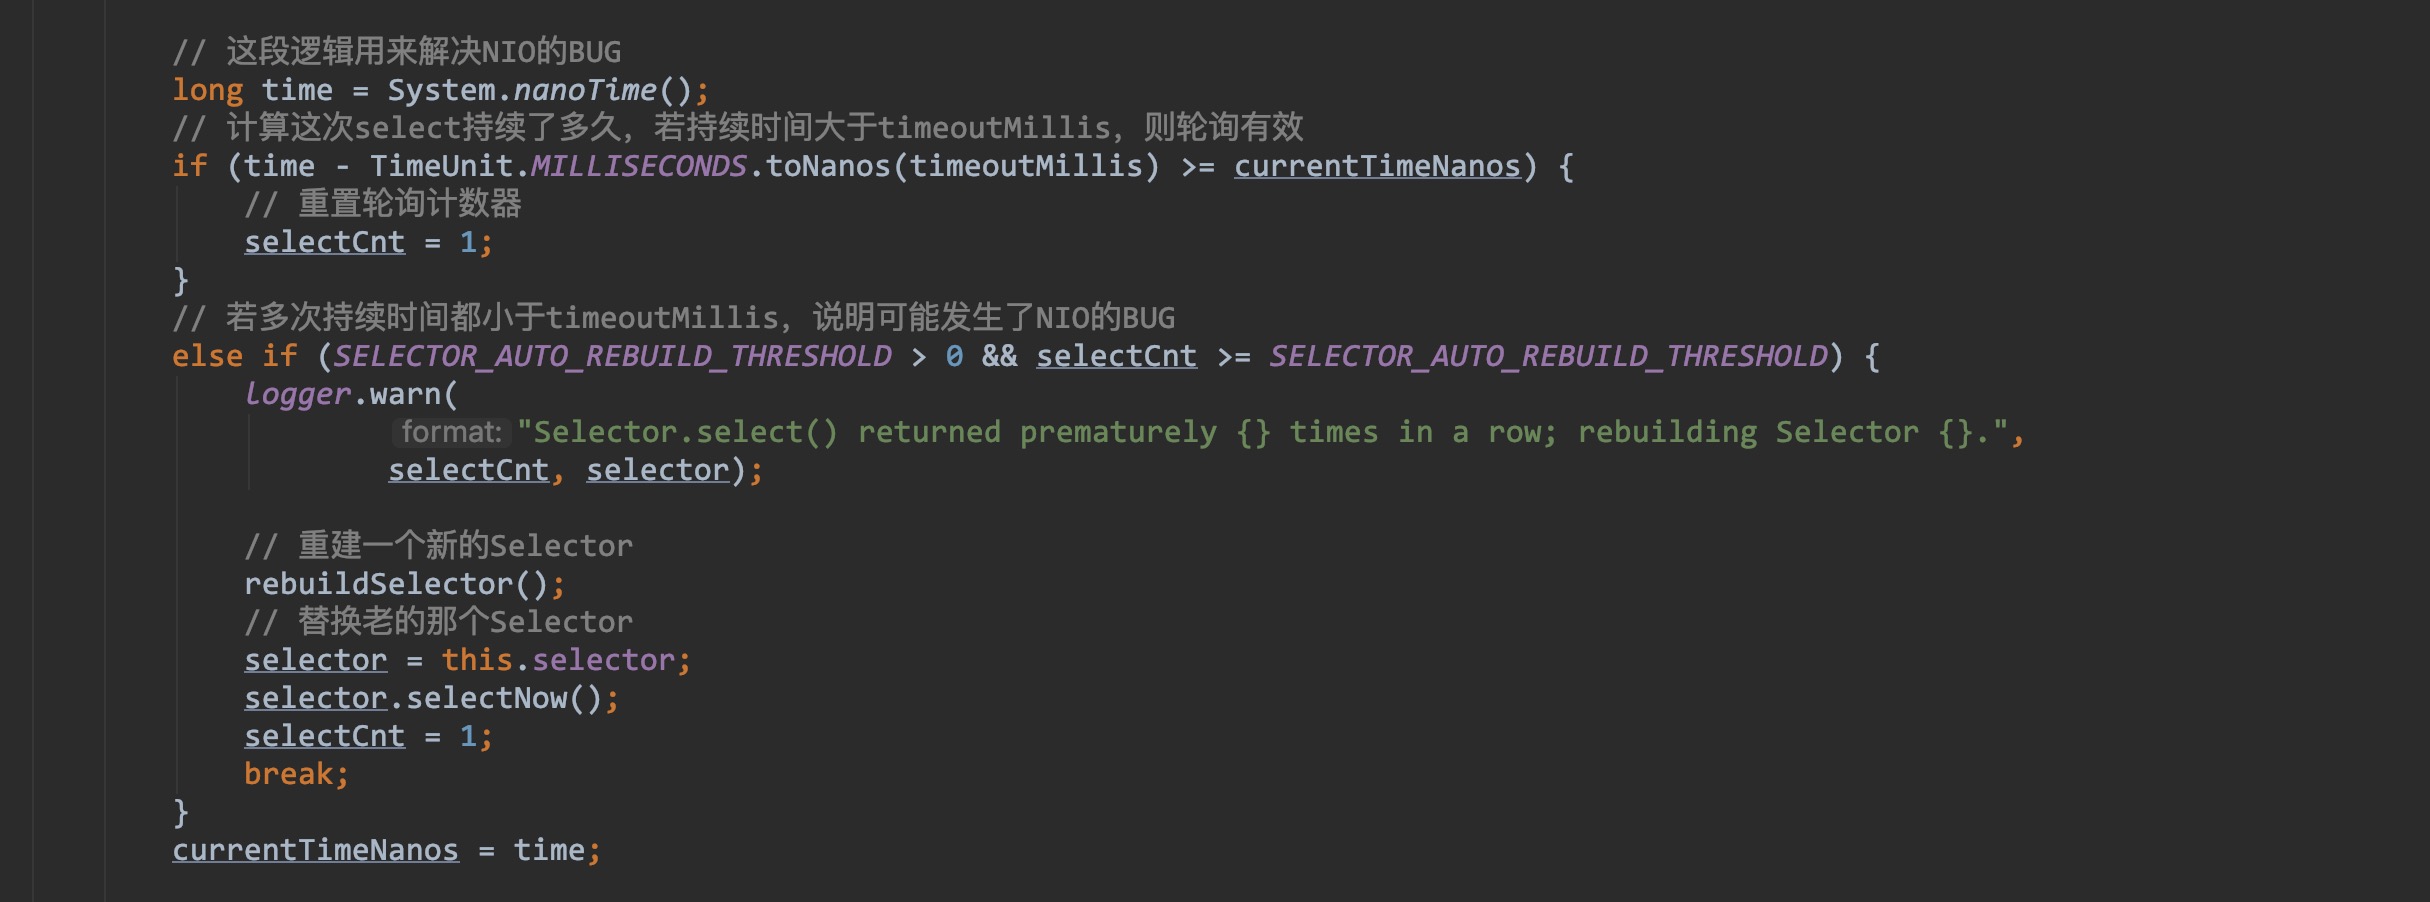 // 这段逻辑用来解决NIO的BUG
long time = System.nanoTime();
// 计算这次select持续了多久，若持续时间大于timeoutMillis，则轮询有效
if (time - TimeUnit.MILLISECONDS.toNanos(timeoutMillis) >= currentTimeNanos) {
// 重置轮询计数器
selectCnt = 1;
}
// 若多次持续时间都小于timeoutMillis，说明可能发生了NIO的BUG
else if (SELECTOR_AUTO_REBUILD_THRESHOLD > 0 && selectCnt >= SELECTOR_AUTO_REBUILD_THRESHOLD) {
logger.warn(
format: "Selector.select() returned prematurely {} times in a row; rebuilding Selector {}.",
selectCnt, selector);
// 重建一个新的Selector
rebuildSelector();
// 替换老的那个Selector
selector = this.selector;
selector.selectNow();
selectCnt = 1;
break;
}
currentTimeNanos = time;